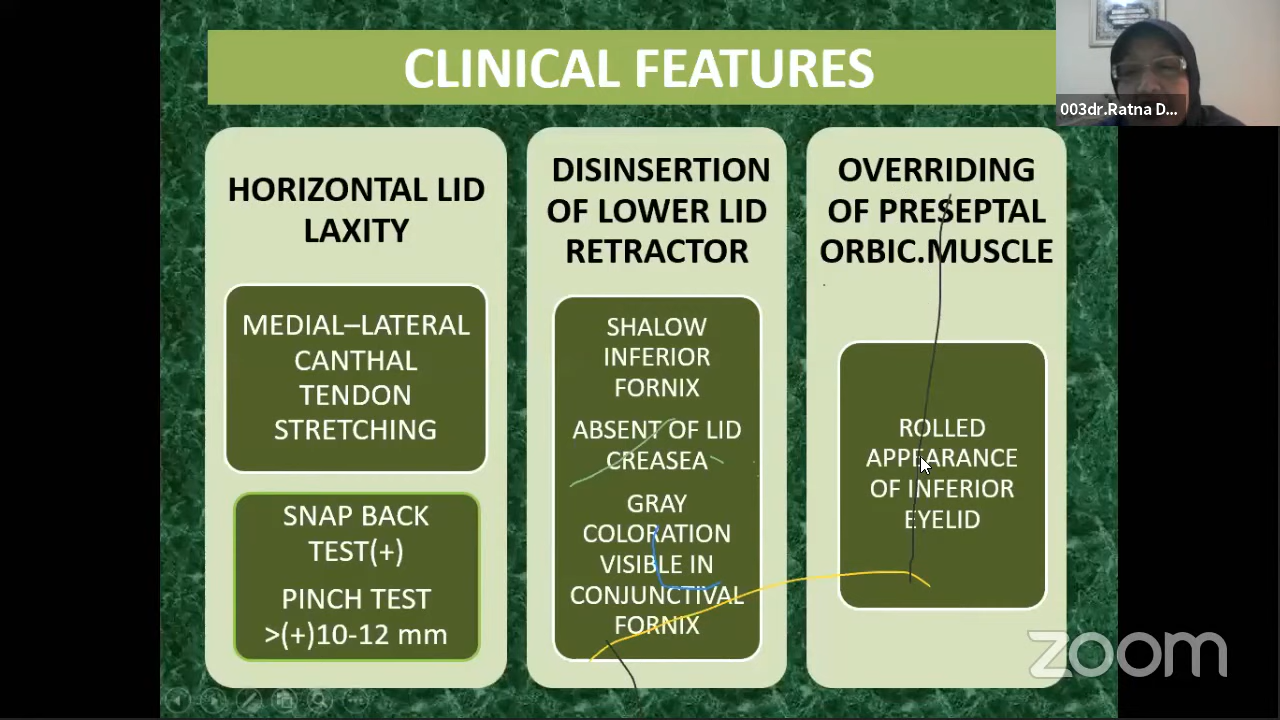 CLINICAL FEATURES
003dr.Ratna D...
HORIZONTAL LID
LAXITY
MEDIAL–LATERAL
CANTHAL
TENDON
STRETCHING
SNAP BACK
TEST(+)
PINCH TEST
>(+)10-12 mm
DISINSERTION
OF LOWER LID
RETRACTOR
SHALOW
INFERIOR
FORNIX
ABSENT OF LID
CREASEA
GRAY
COLORATION
VISIBLE IN
CONJUNCTIVAL
FORNIX
OVERRIDING
OF PRESEPTAL
ORBIC.MUSCLE
ROLLED
APPEARANCE
OF INFERIOR
EYELID
zoom